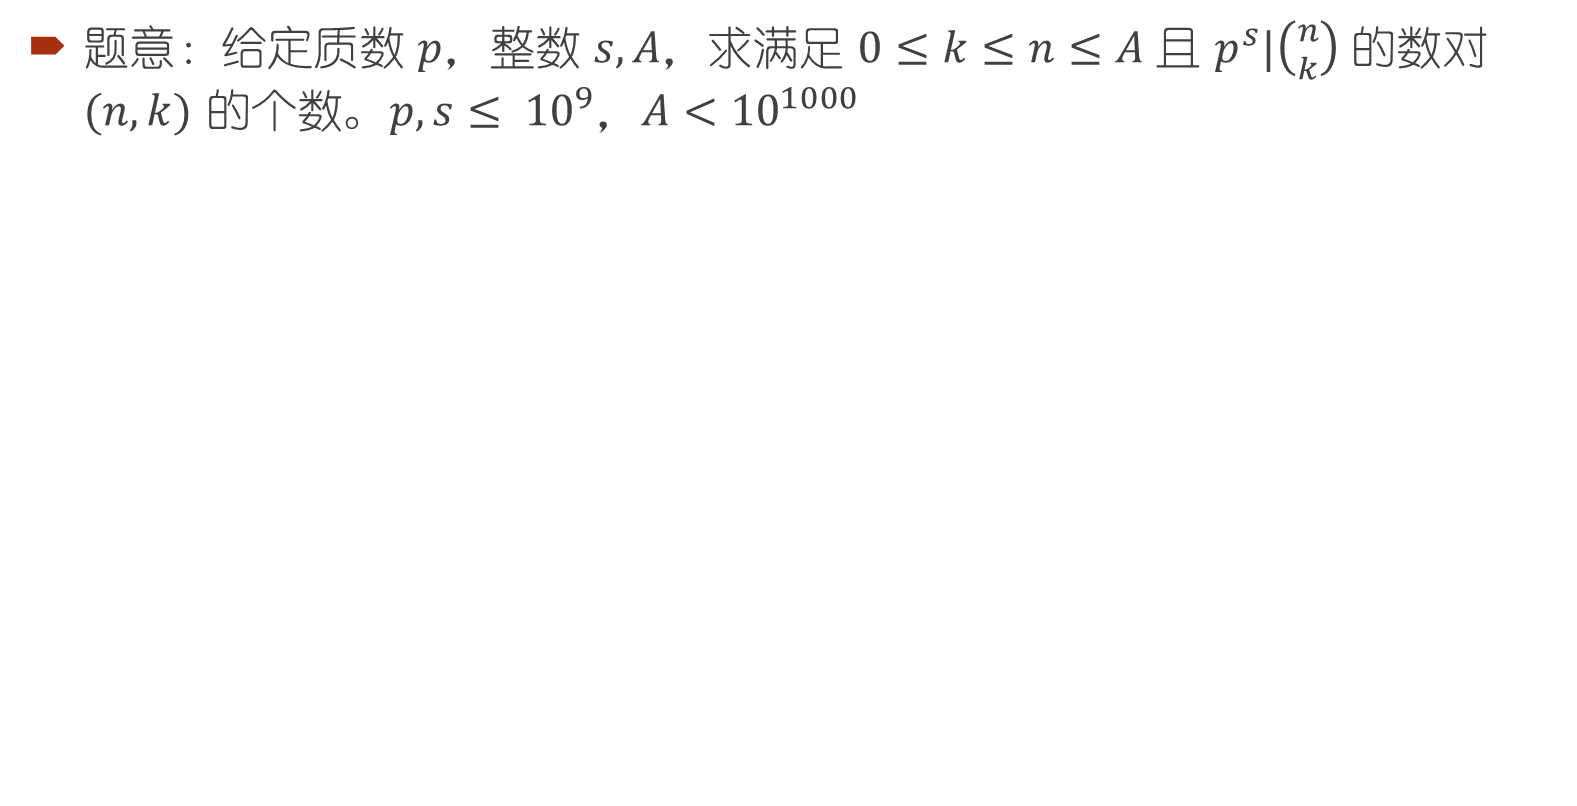 题意：给定质数 p，整数 s, A，求满足 0 ≤ k ≤ n ≤ A 且 p^s|\binom{n}{k} 的数对
(n, k) 的个数。p, s ≤ 10^9，A < 10^{1000}